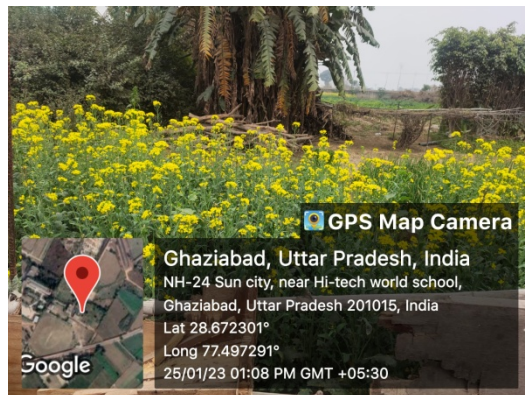 GPS Map Camera
Ghaziabad, Uttar Pradesh, India
NH-24 Sun city, near Hi-tech world school,
Ghaziabad, Uttar Pradesh 201015, India
Lat 28.672301°
Long 77.497291°
25/01/23 01:08 PM GMT +05:30
Google